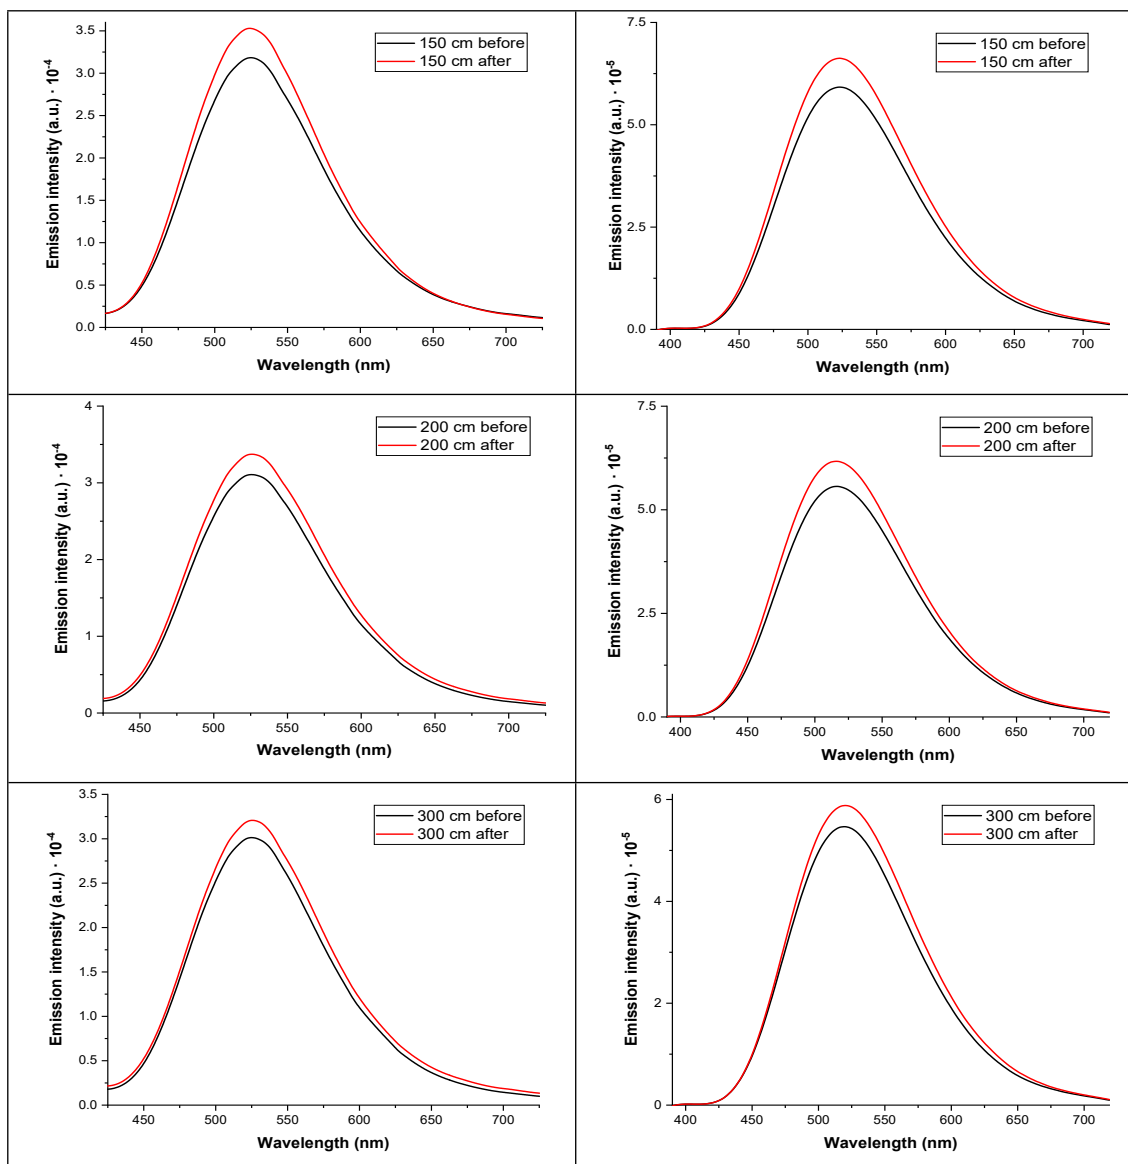 150 cm before
150 cm after
Emission intensity (a.u.) · 10-4
3.5
3.0
2.5
2.0
1.5
1.0
0.5
0.0
450 500 550 600 650 700
Wavelength (nm)
150 cm before
150 cm after
Emission intensity (a.u.) · 10-5
7.5
5.0
2.5
0.0
400 450 500 550 600 650 700
Wavelength (nm)
200 cm before
200 cm after
Emission intensity (a.u.) · 10-4
4
3
2
1
0
450 500 550 600 650 700
Wavelength (nm)
200 cm before
200 cm after
Emission intensity (a.u.) · 10-5
7.5
5.0
2.5
0.0
400 450 500 550 600 650 700
Wavelength (nm)
300 cm before
300 cm after
Emission intensity (a.u.) · 10-4
3.5
3.0
2.5
2.0
1.5
1.0
0.5
0.0
450 500 550 600 650 700
Wavelength (nm)
300 cm before
300 cm after
Emission intensity (a.u.) · 10-5
6
4
2
0
400 450 500 550 600 650 700
Wavelength (nm)